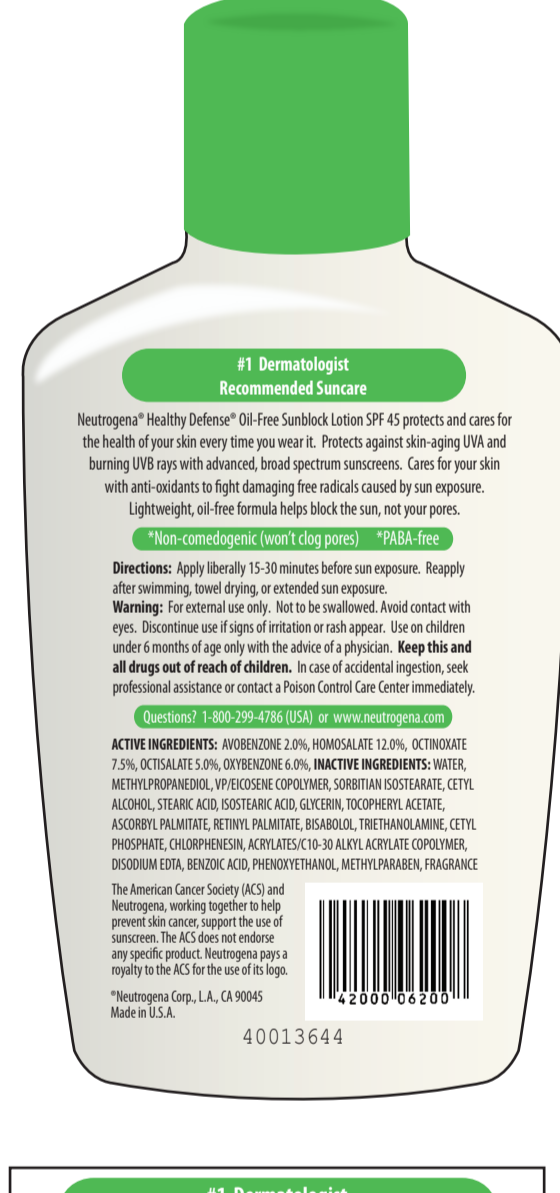 #1 Dermatologist
Recommended Suncare
Neutrogena® Healthy Defense® Oil-Free Sunblock Lotion SPF 45 protects and cares for
the health of your skin every time you wear it. Protects against skin-aging UVA and
burning UVB rays with advanced, broad spectrum sunscreens. Cares for your skin
with anti-oxidants to fight damaging free radicals caused by sun exposure.
Lightweight, oil-free formula helps block the sun, not your pores.
*Non-comedogenic (won't clog pores) *PABA-free
Directions: Apply liberally 15-30 minutes before sun exposure. Reapply
after swimming, towel drying, or extended sun exposure.
Warning: For external use only. Not to be swallowed. Avoid contact with
eyes. Discontinue use if signs of irritation or rash appear. Use on children
under 6 months of age only with the advice of a physician. Keep this and
all drugs out of reach of children. In case of accidental ingestion, seek
professional assistance or contact a Poison Control Care Center immediately.
Questions? 1-800-299-4786 (USA) or www.neutrogena.com
ACTIVE INGREDIENTS: AVOBENZONE 2.0%, HOMOSALATE 12.0%, OCTINOXATE
7.5%, OCTISALATE 5.0%, OXYBENZONE 6.0%, INACTIVE INGREDIENTS: WATER,
METHYLPROPANEDIOL, VP/EICOSENE COPOLYMER, SORBITIAN ISOSTEARATE, CETYL
ALCOHOL, STEARIC ACID, ISOSTEARIC ACID, GLYCERIN, TOCOPHERYL ACETATE,
ASCORBYL PALMITATE, RETINYL PALMITATE, BISABOLOL, TRIETHANOLAMINE, CETYL
PHOSPHATE, CHLORPHENESIN, ACRYLATES/C10-30 ALKYL ACRYLATE COPOLYMER,
DISODIUM EDTA, BENZOIC ACID, PHENOXYETHANOL, METHYLPARABEN, FRAGRANCE
The American Cancer Society (ACS) and
Neutrogena, working together to help
prevent skin cancer, support the use of
sunscreen. The ACS does not endorse
any specific product. Neutrogena pays a
royalty to the ACS for the use of its logo.
®Neutrogena Corp., L.A., CA 90045
Made in U.S.A.
42000 06200
40013644
#1 Dermatologist